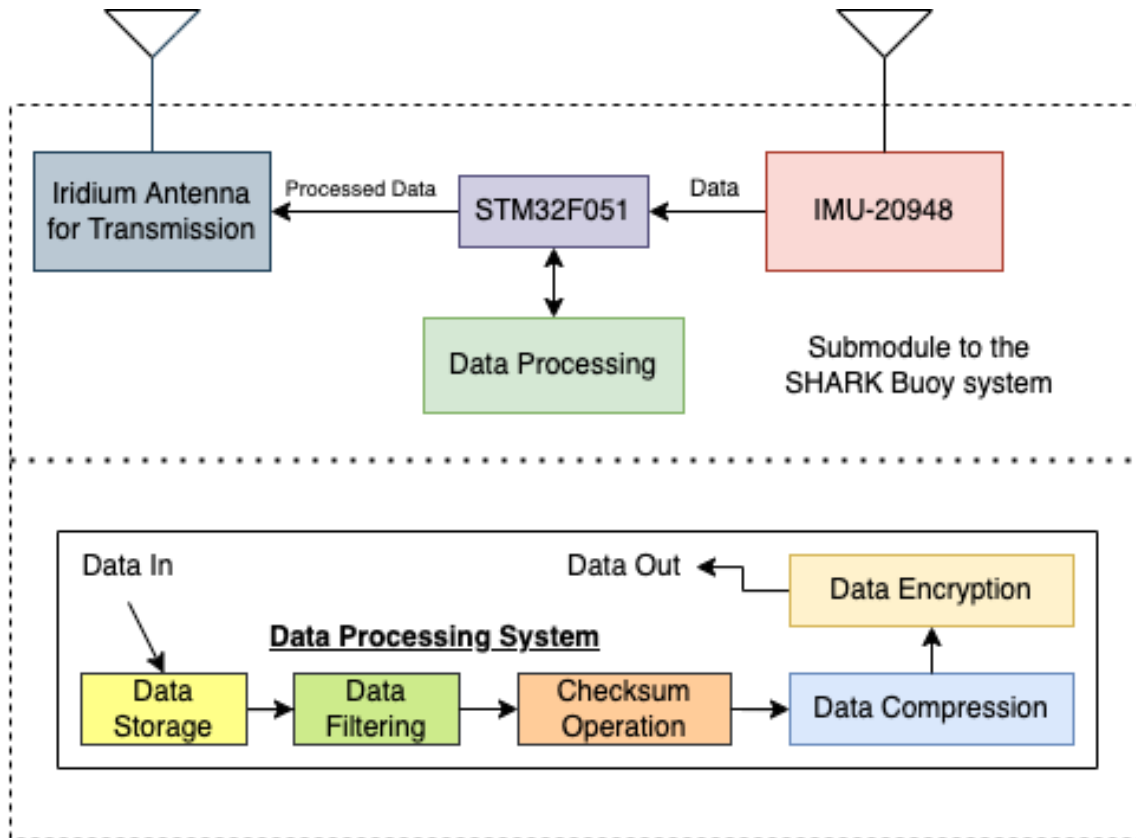 Iridium Antenna
for Transmission
Processed Data
STM32F051
Data
IMU-20948
Data Processing
Submodule to the
SHARK Buoy system
Data In
Data Out
Data Encryption
Data Processing System
Data
Storage
Data
Filtering
Checksum
Operation
Data Compression